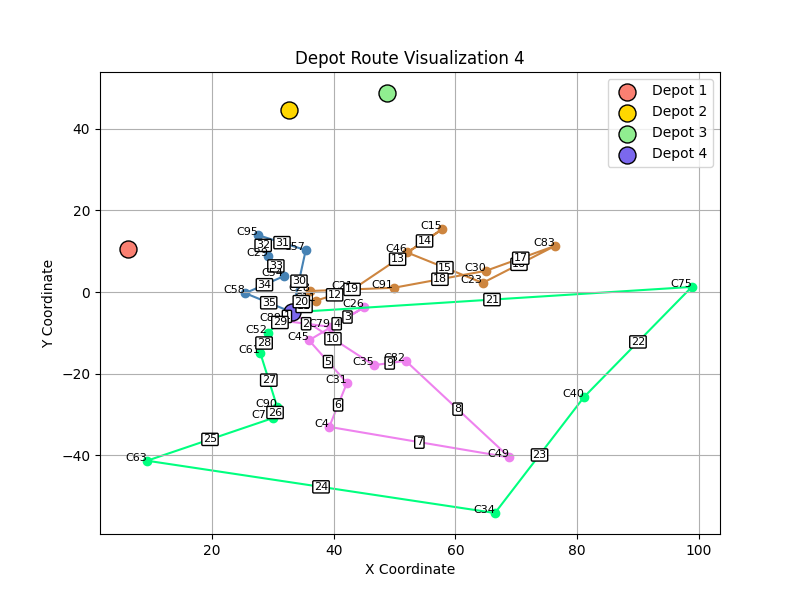 Depot Route Visualization 4
Depot 1
Depot 2
Depot 3
Depot 4
Y Coordinate
40
20
0
−20
−40
20
40
60
80
100
X Coordinate
C15
C95
C46
C83
C30
C23
C91
C58
C26
C75
C52
C79
C45
C61
C35
C82
C31
C90
C7
C4
C40
C49
C63
C34
31
32
14
13
33
15
17
18
30
34
19
12
35
20
21
3
29
2
4
28
10
5
9
22
27
6
8
26
25
7
23
24